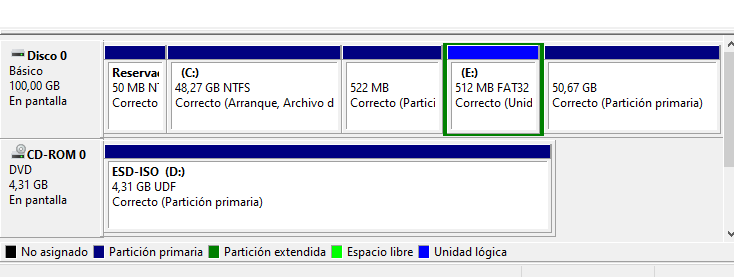 Disco 0
Básico
100,00 GB
En pantalla
Reserva
50 MB NT
Correcto
(C:)
48,27 GB NTFS
Correcto (Arranque, Archivo d
522 MB
Correcto (Partici
(E:)
512 MB FAT32
Correcto (Unid
50,67 GB
Correcto (Partición primaria)
CD-ROM 0
DVD
4,31 GB
En pantalla
ESD-ISO (D:)
4,31 GB UDF
Correcto (Partición primaria)
No asignado Partición primaria Partición extendida Espacio libre Unidad lógica